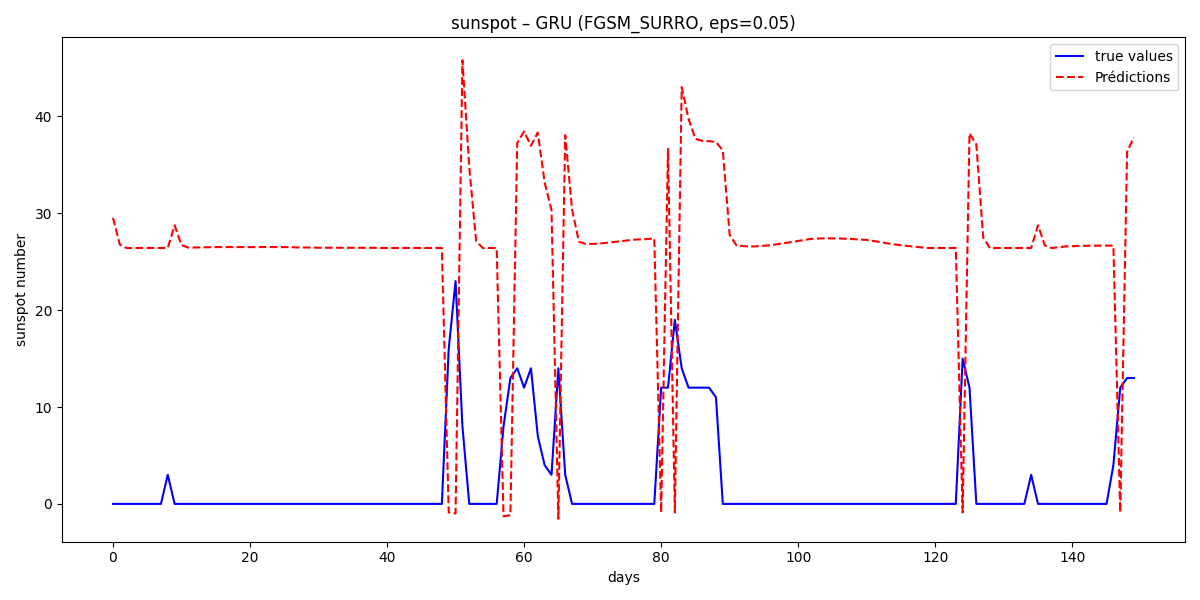 sunspot – GRU (FGSM_SURRO, eps=0.05)
true values
Prédictions
sunspot number
40
30
20
10
0
0 20 40 60 80 100 120 140
days